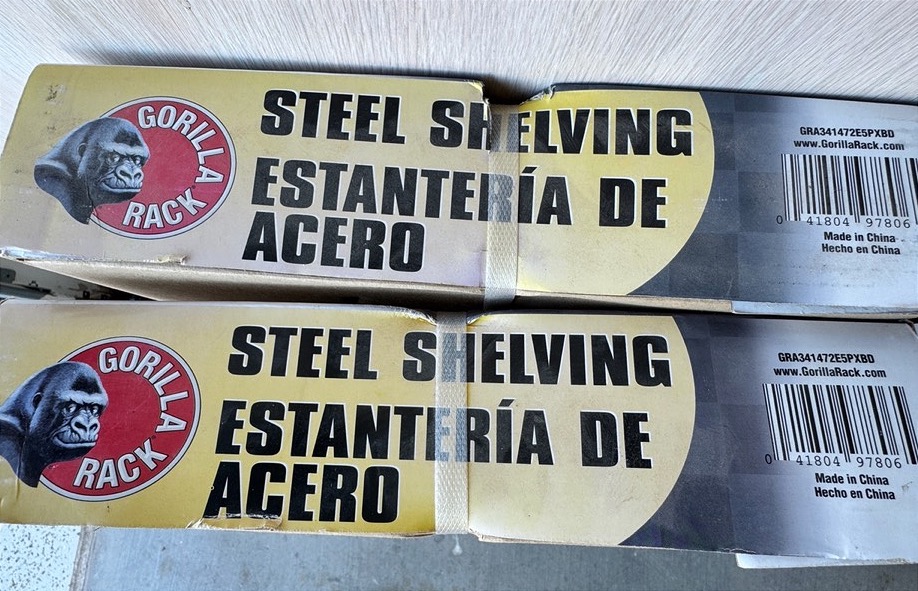 GORILLA
RACK
STEEL SHELVING
ESTANTERÍA DE
ACERO
GRA341472E5PXBD
www.GorillaRack.com
0 41804 97806
Made in China
Hecho en China
GORILLA
RACK
STEEL SHELVING
ESTANTERÍA DE
ACERO
GRA341472E5PXBD
www.GorillaRack.com
0 41804 97806
Made in China
Hecho en China